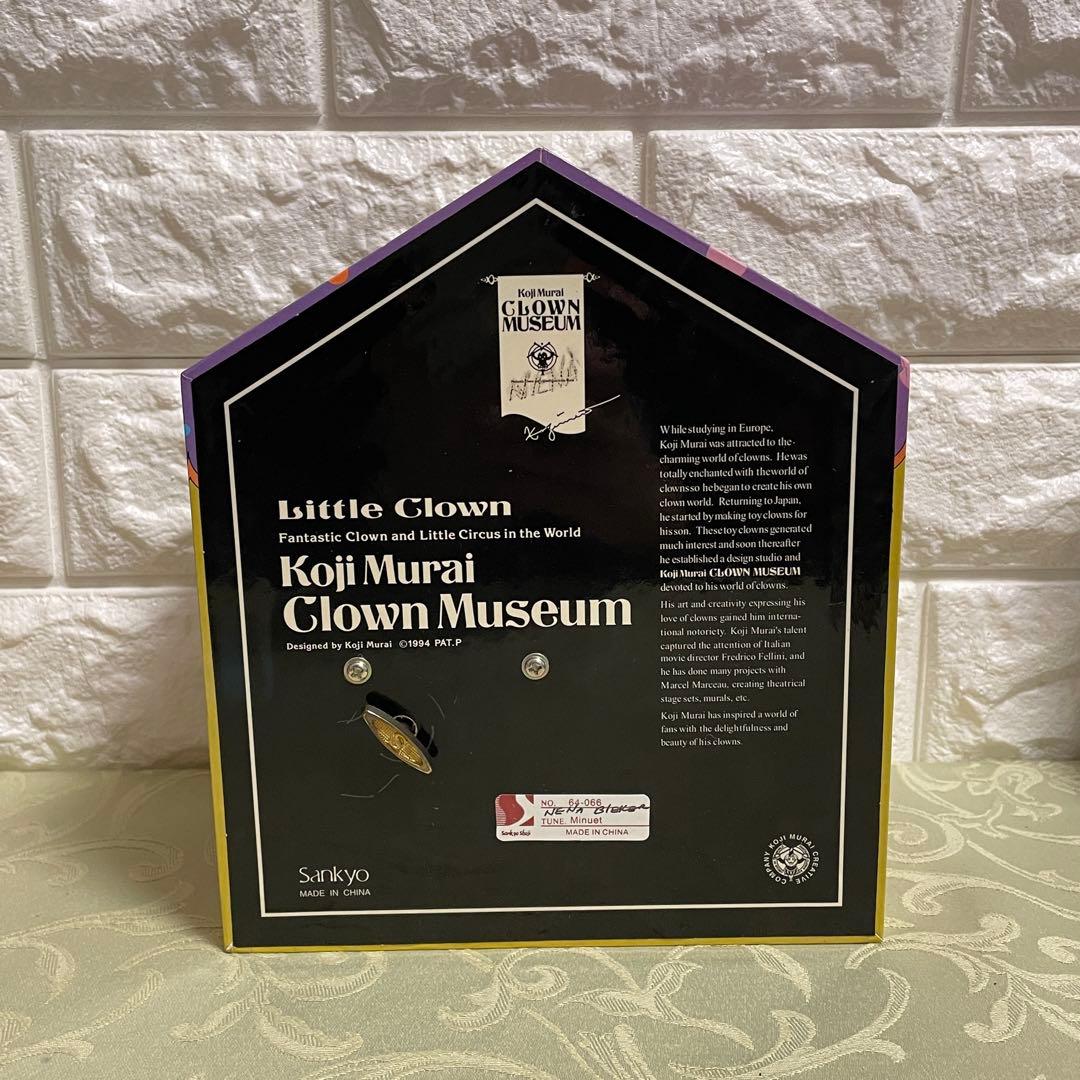 Koji Murai
CLOWN
MUSEUM
NENA
Little Clown
Fantastic Clown and Little Circus in the World
Koji Murai
Clown Museum
Designed by Koji Murai ©1994 PAT.P
While studying in Europe,
Koji Murai was attracted to the
charming world of clowns. He was
totally enchanted with the world of
clowns so he began to create his own
clown world. Returning to Japan,
he started by making toy clowns for
his son. These toy clowns generated
much interest and soon thereafter
he established a design studio and
Koji Murai CLOWN MUSEUM
devoted to his world of clowns.
His art and creativity expressing his
love of clowns gained him interna-
tional notoriety. Koji Murai's talent
captured the attention of Italian
movie director Fredrico Fellini, and
he has done many projects with
Marcel Marceau, creating theatrical
stage sets, murals, etc.
Koji Murai has inspired a world of
fans with the delightfulness and
beauty of his clowns.
S
Sankyo Shoji
NO. 64-066
NENA
TUNE. Minuet
MADE IN CHINA
Sankyo
MADE IN CHINA
KOJI MURAI CREATIVE COMPANY